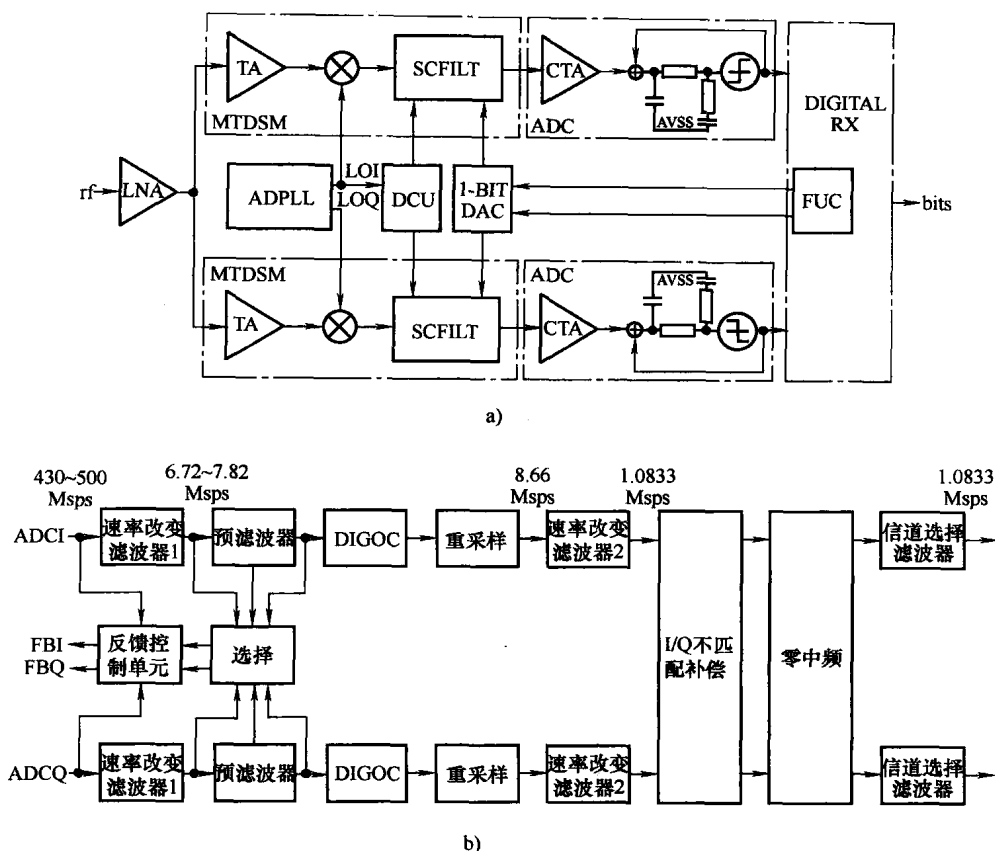 TA
SCFILT
MTDSM
CTA
AVSS
ADC
DIGITAL
RX
rf
LNA
ADPLL
LOI
LOQ
DCU
1-BIT
DAC
FUC
bits
MTDSM
TA
SCFILT
ADC
CTA
AVSS
a)
430~500
Msps
6.72~7.82
Msps
8.66
Msps
1.0833
Msps
1.0833
Msps
ADCI
速率改变
滤波器1
预滤波器
DIGOC
重采样
速率改变
滤波器2
信道选择
滤波器
FBI
FBQ
反馈控
制单元
选择
I/Q不匹
配补偿
零中频
ADCQ
速率改变
滤波器1
预滤波器
DIGOC
重采样
速率改变
滤波器2
信道选择
滤波器
b)